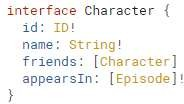 interface Character {
  id: ID!
  name: String!
  friends: [Character]
  appearsIn: [Episode]!
}